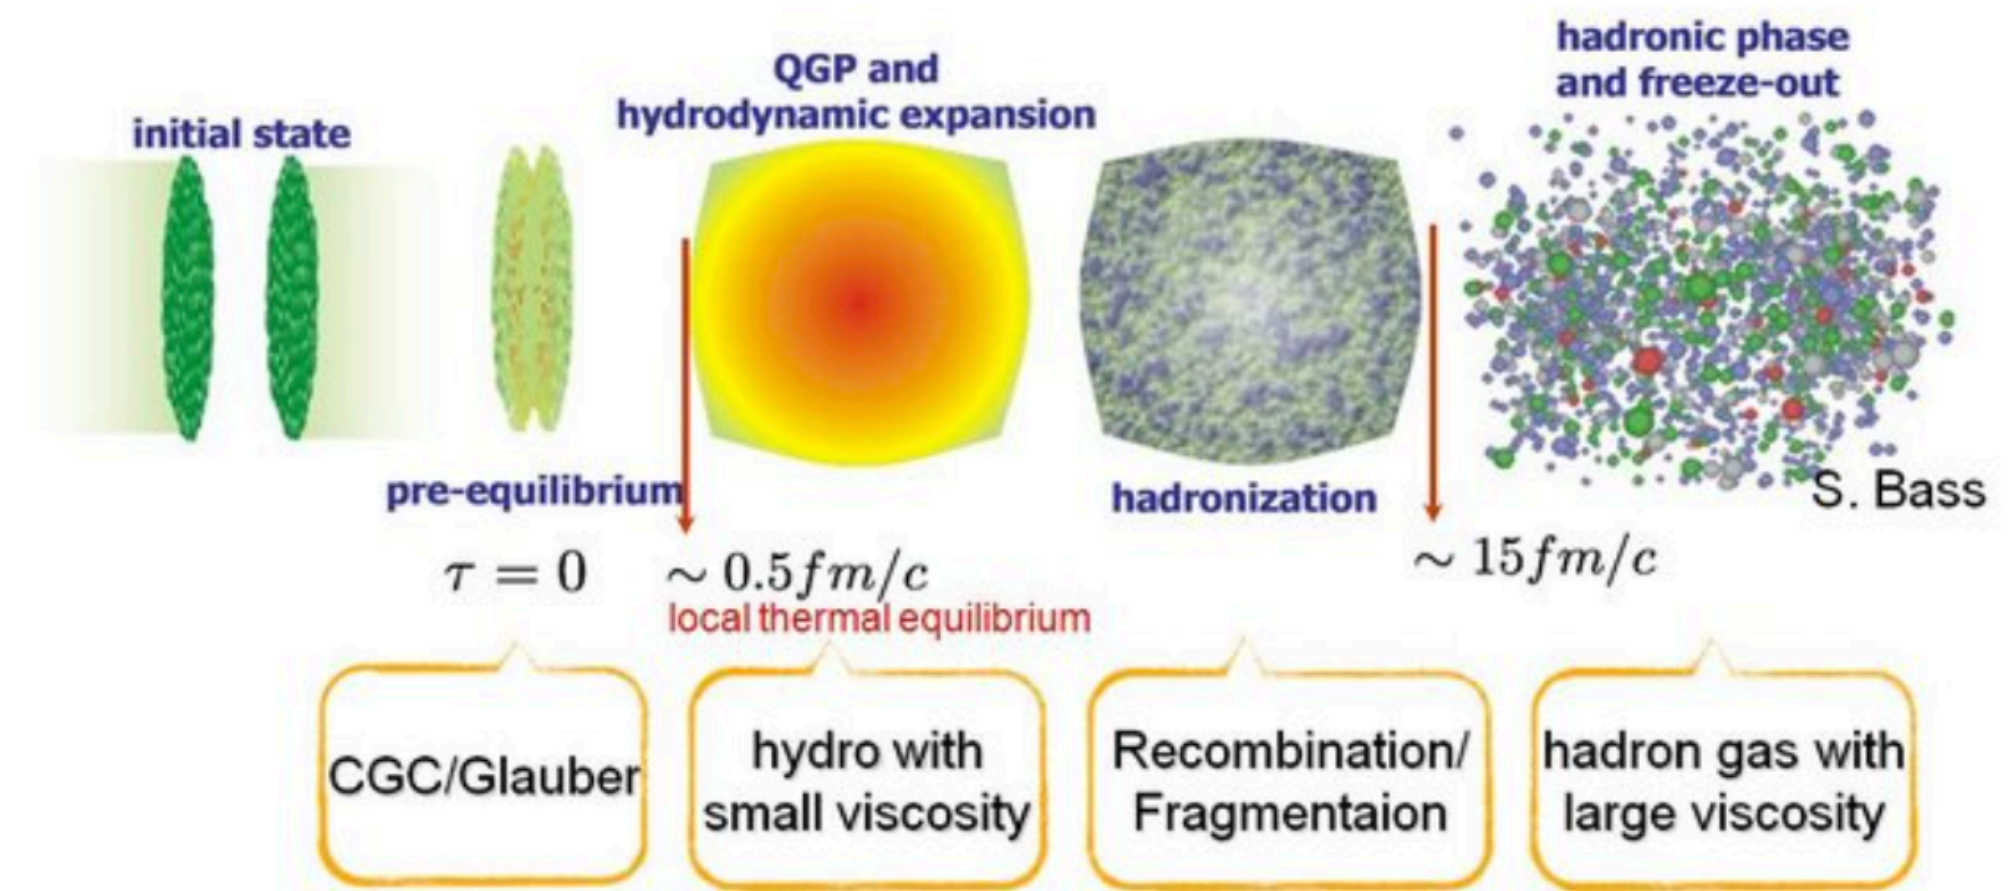 initial state
QGP and
hydrodynamic expansion
hadronic phase
and freeze-out
pre-equilibrium
hadronization
S. Bass
τ = 0
~ 0.5fm/c
local thermal equilibrium
~ 15fm/c
CGC/Glauber
hydro with
small viscosity
Recombination/
Fragmentaion
hadron gas with
large viscosity